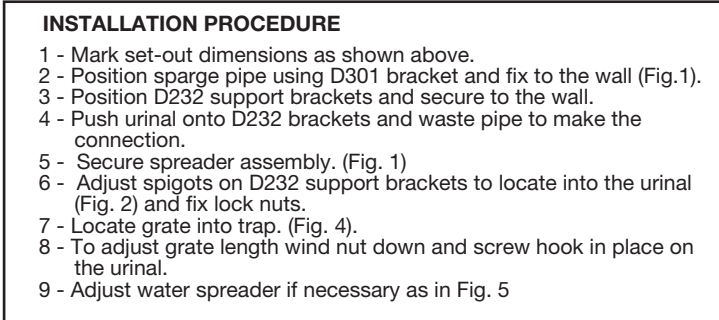 INSTALLATION PROCEDURE
1 - Mark set-out dimensions as shown above.
2 - Position sparge pipe using D301 bracket and fix to the wall (Fig.1).
3 - Position D232 support brackets and secure to the wall.
4 - Push urinal onto D232 brackets and waste pipe to make the
connection.
5 - Secure spreader assembly. (Fig. 1)
6 - Adjust spigots on D232 support brackets to locate into the urinal
(Fig. 2) and fix lock nuts.
7 - Locate grate into trap. (Fig. 4).
8 - To adjust grate length wind nut down and screw hook in place on
the urinal.
9 - Adjust water spreader if necessary as in Fig. 5